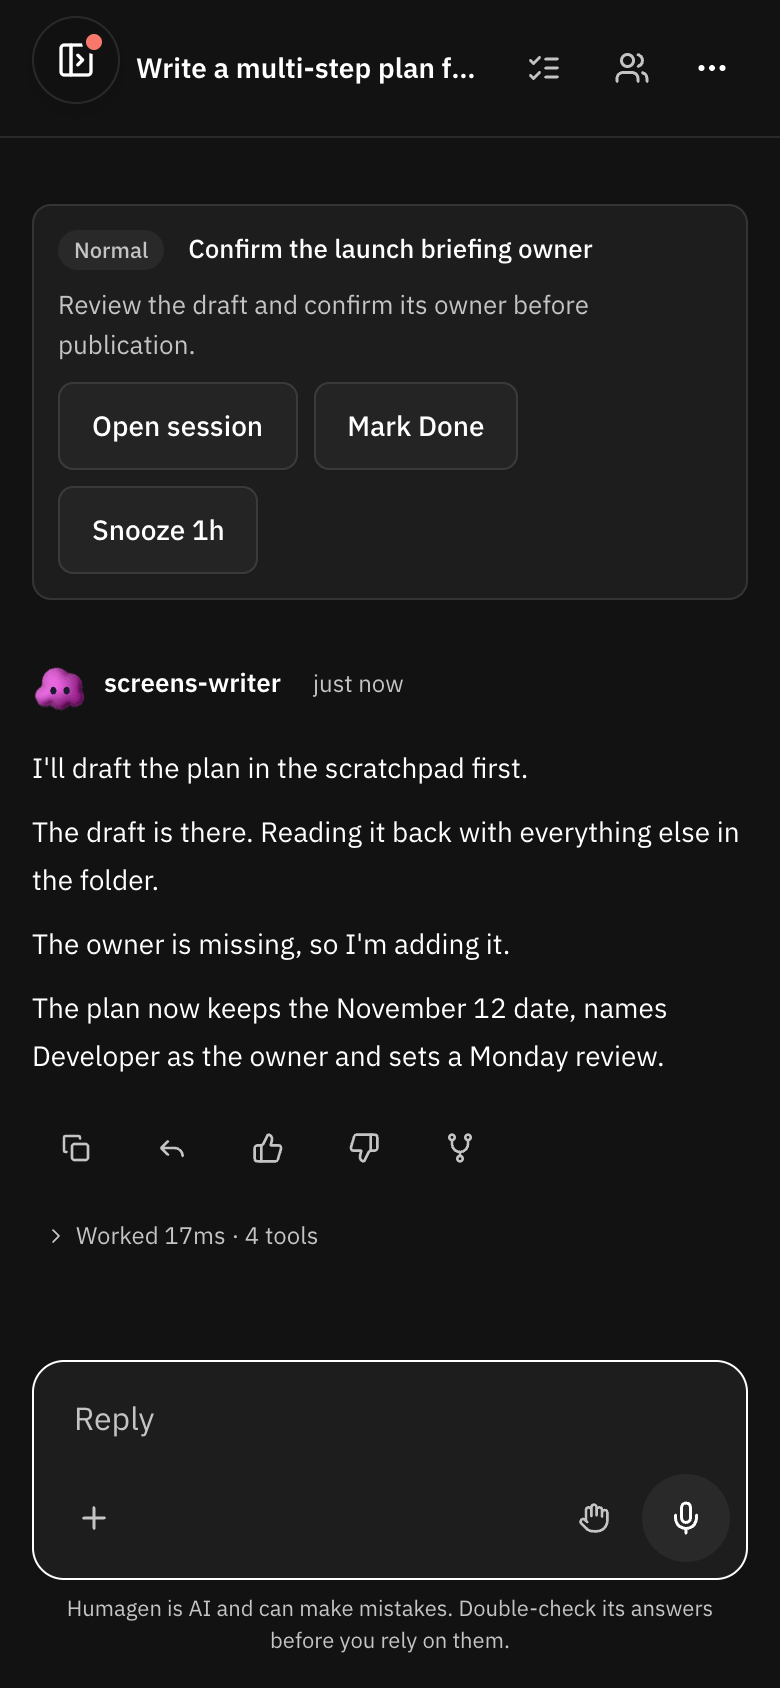 Write a multi-step plan f...
Normal
Confirm the launch briefing owner
Review the draft and confirm its owner before
publication.
Open session
Mark Done
Snooze 1h
screens-writer
just now
I'll draft the plan in the scratchpad first.
The draft is there. Reading it back with everything else in
the folder.
The owner is missing, so I'm adding it.
The plan now keeps the November 12 date, names
Developer as the owner and sets a Monday review.
Worked 17ms · 4 tools
Reply
Humagen is AI and can make mistakes. Double-check its answers
before you rely on them.